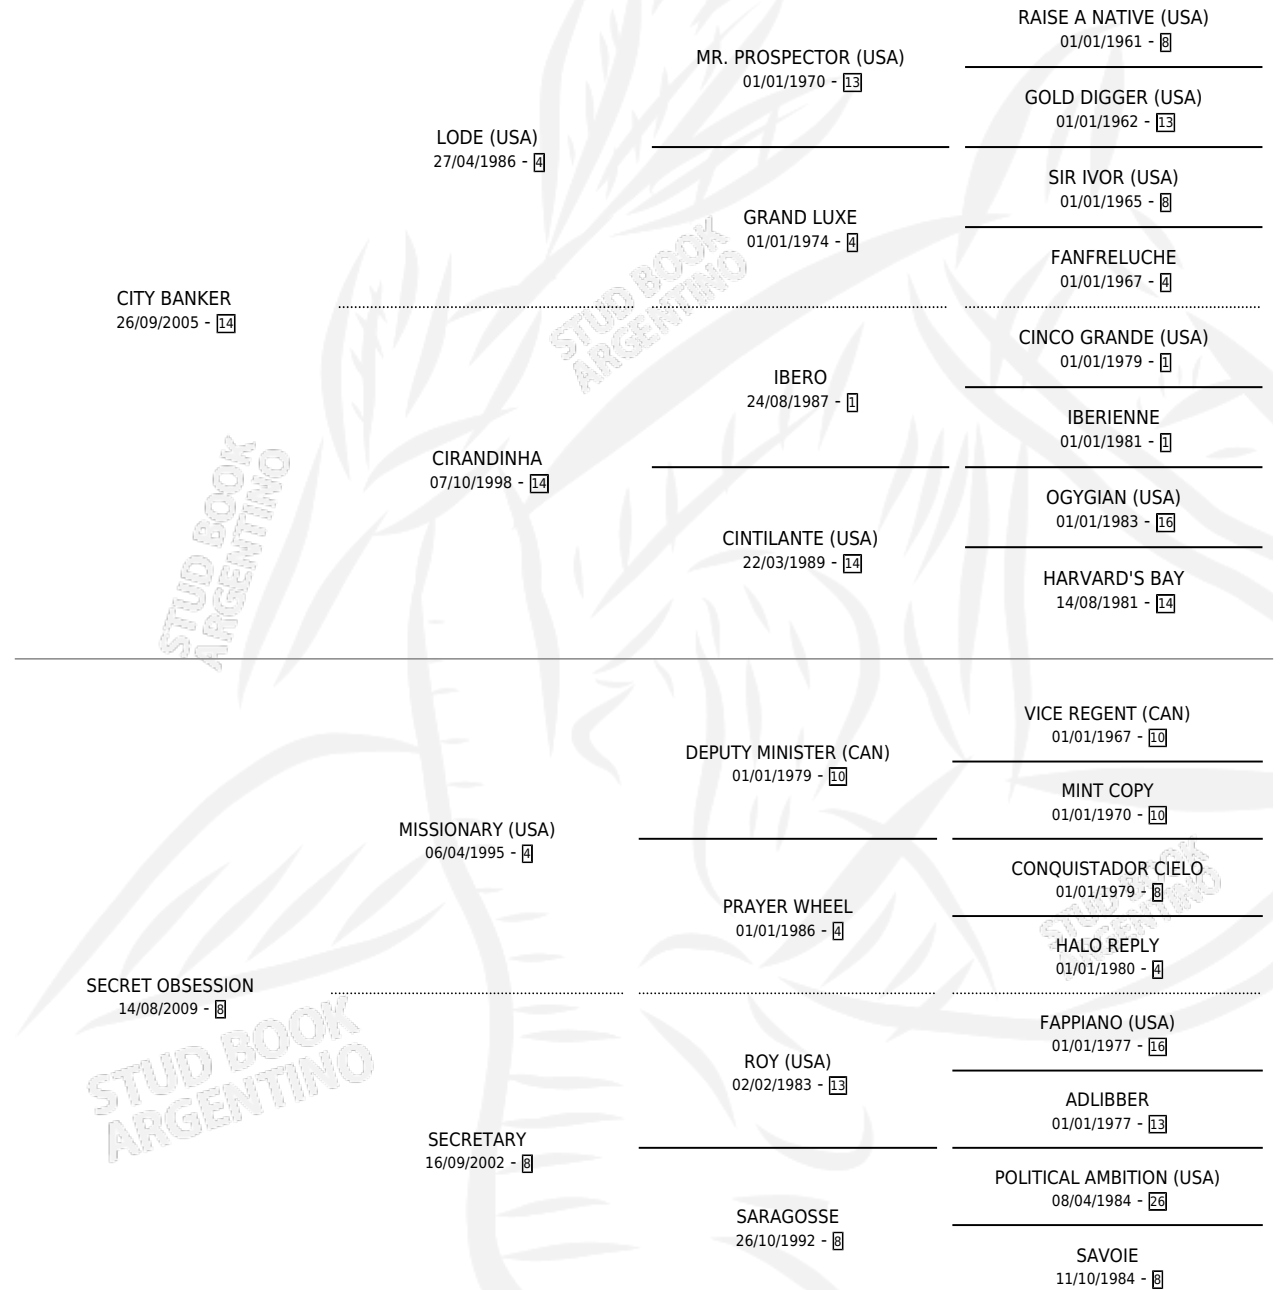 RAISE A NATIVE (USA)
01/01/1961 - 8
MR. PROSPECTOR (USA)
01/01/1970 - 13
GOLD DIGGER (USA)
01/01/1962 - 13
LODE (USA)
27/04/1986 - 4
SIR IVOR (USA)
01/01/1965 - 8
GRAND LUXE
01/01/1974 - 4
FANFRELUCHE
01/01/1967 - 4
CITY BANKER
26/09/2005 - 14
CINCO GRANDE (USA)
01/01/1979 - 1
IBERO
24/08/1987 - 1
IBERIENNE
01/01/1981 - 1
CIRANDINHA
07/10/1998 - 14
OGYGIAN (USA)
01/01/1983 - 16
CINTILANTE (USA)
22/03/1989 - 14
HARVARD'S BAY
14/08/1981 - 14
STUD BOOK
ARGENTINO
STUD BOOK
ARGENTINO
VICE REGENT (CAN)
01/01/1967 - 10
DEPUTY MINISTER (CAN)
01/01/1979 - 10
MINT COPY
01/01/1970 - 10
MISSIONARY (USA)
06/04/1995 - 4
CONQUISTADOR CIELO
01/01/1979 - 8
PRAYER WHEEL
01/01/1986 - 4
HALO REPLY
01/01/1980 - 4
SECRET OBSESSION
14/08/2009 - 8
FAPPIANO (USA)
01/01/1977 - 16
ROY (USA)
02/02/1983 - 13
ADLIBBER
01/01/1977 - 13
SECRETARY
16/09/2002 - 8
POLITICAL AMBITION (USA)
08/04/1984 - 26
SARAGOSSE
26/10/1992 - 8
SAVOIE
11/10/1984 - 8
STUD BOOK
ARGENTINO
STUD BOOK
ARGENTINO